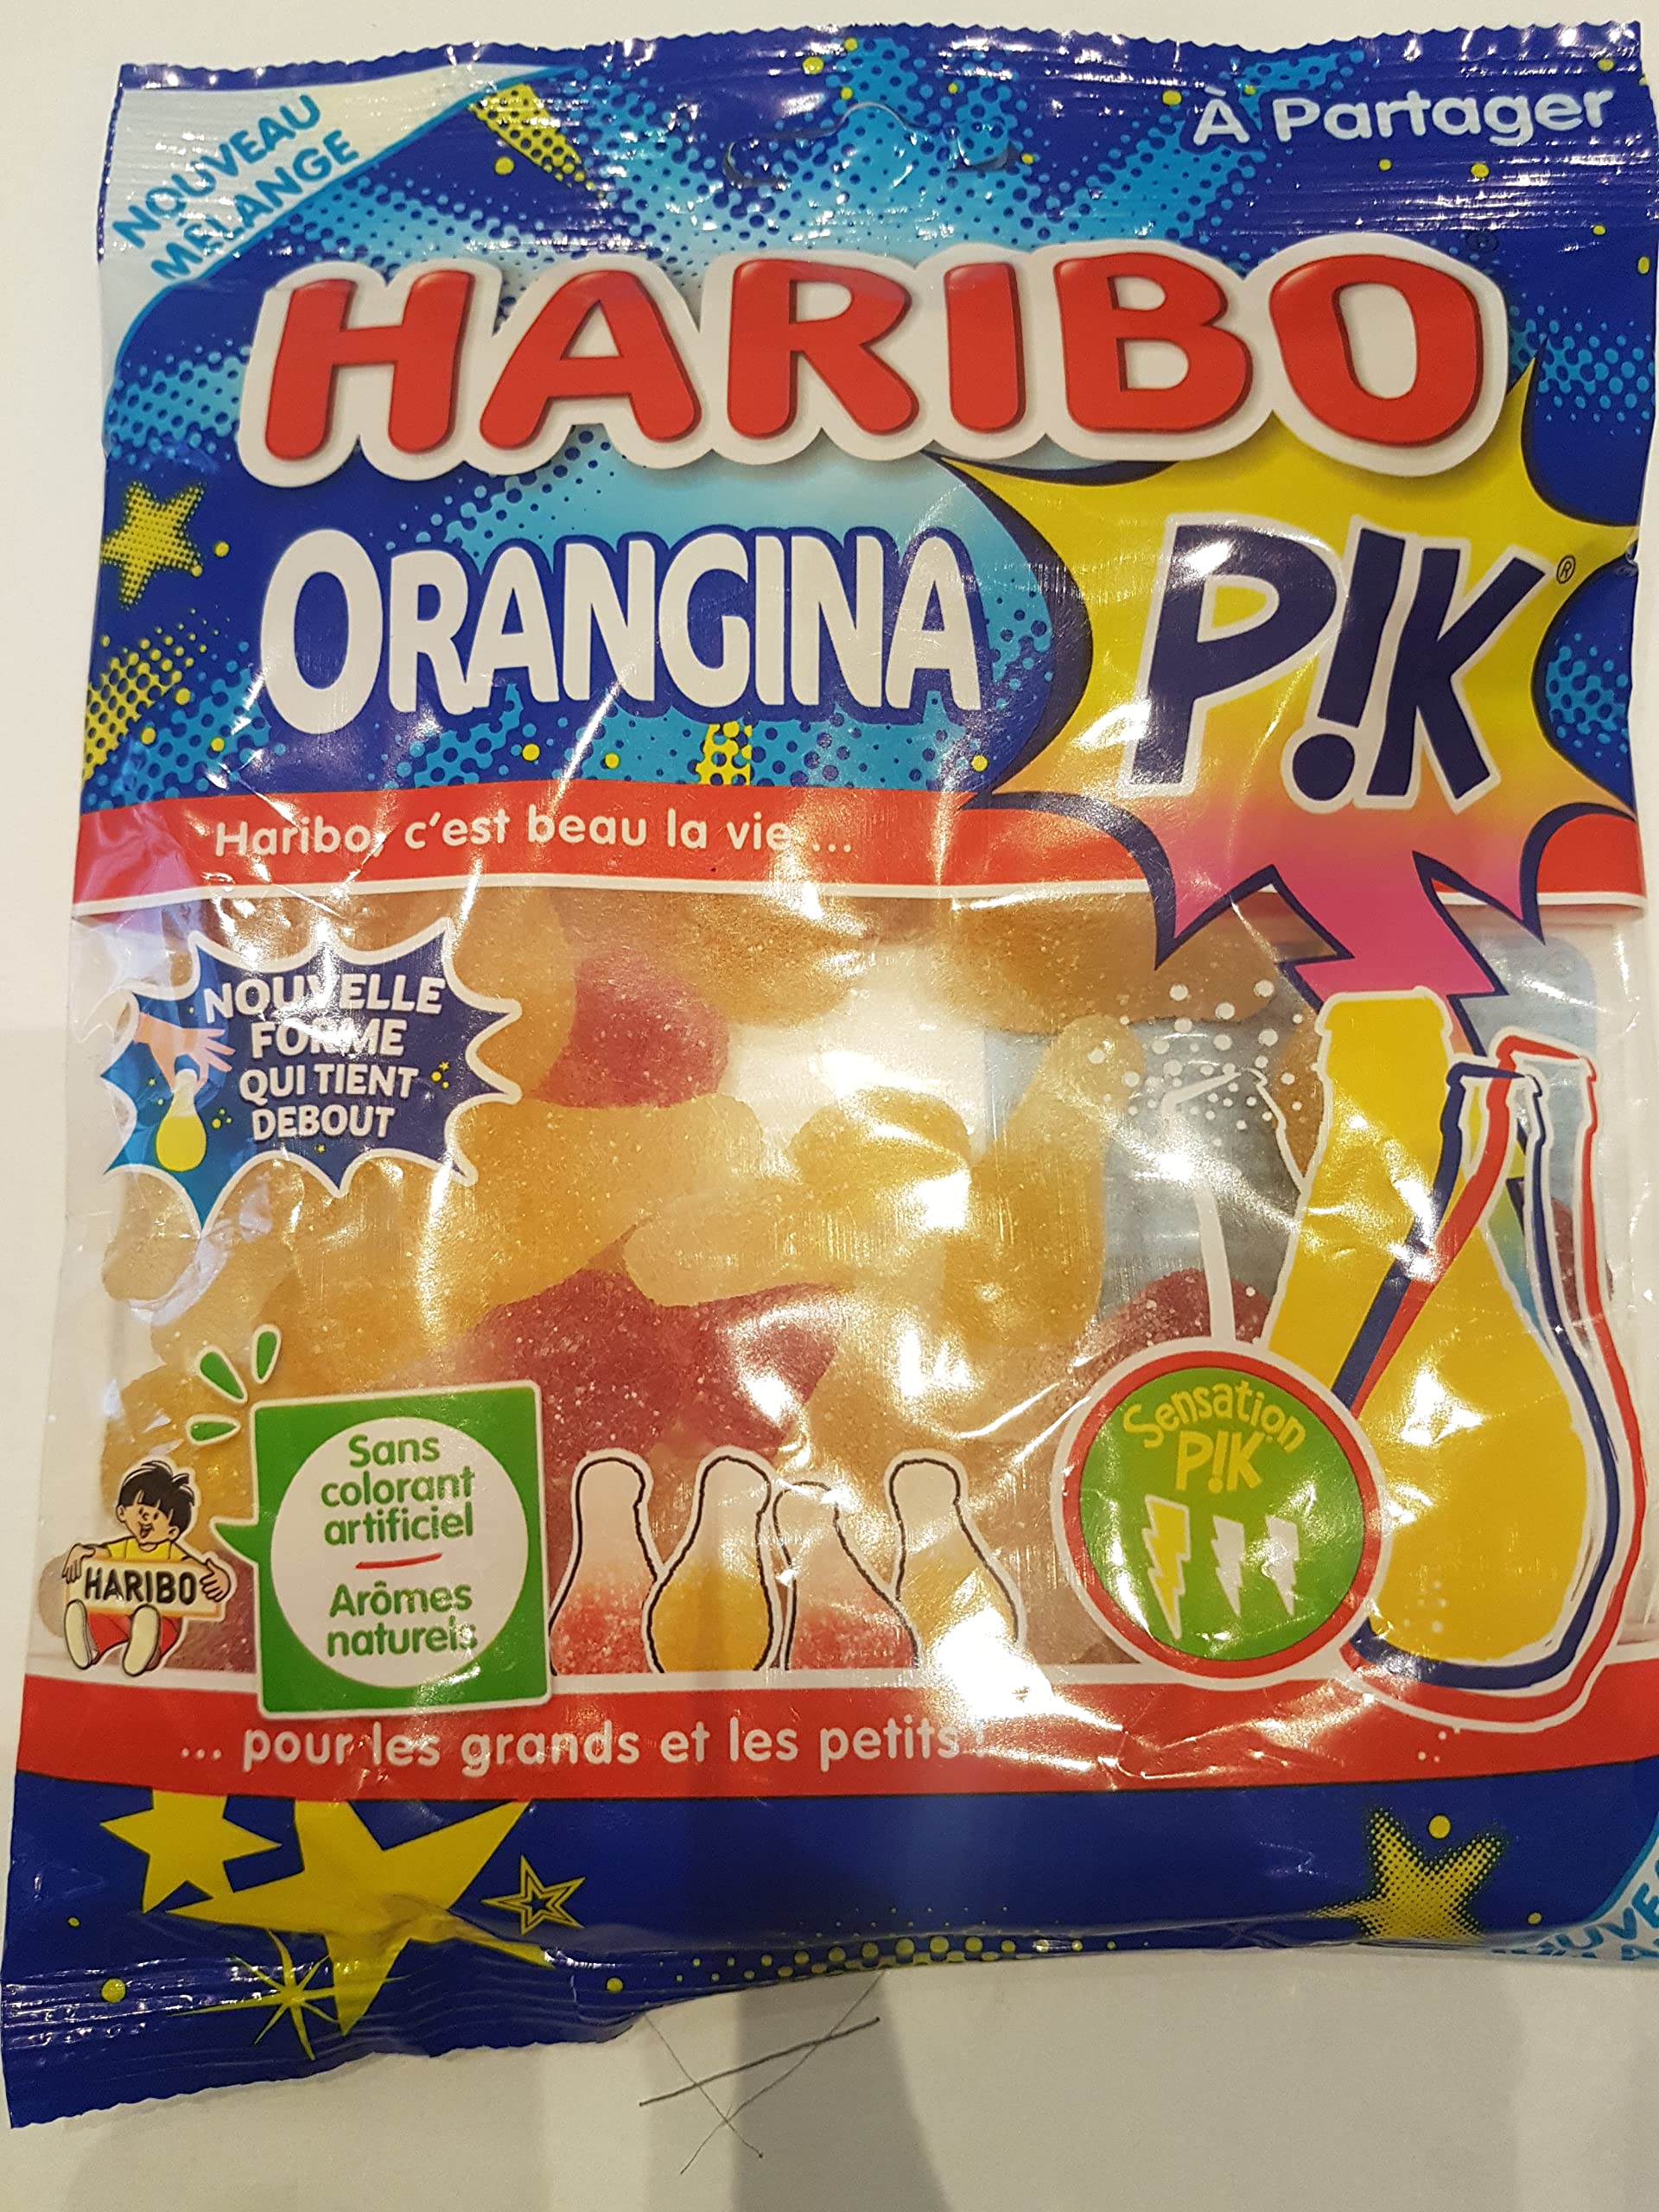 NOUVEAU
MÉLANGE
À Partager
HARIBO
ORANGINA
P!K®
Haribo, c'est beau la vie ...
NOUVELLE
FORME
QUI TIENT
DEBOUT
Sans
colorant
artificiel
Arômes
naturels
HARIBO
Sensation
P!K
... pour les grands et les petits !